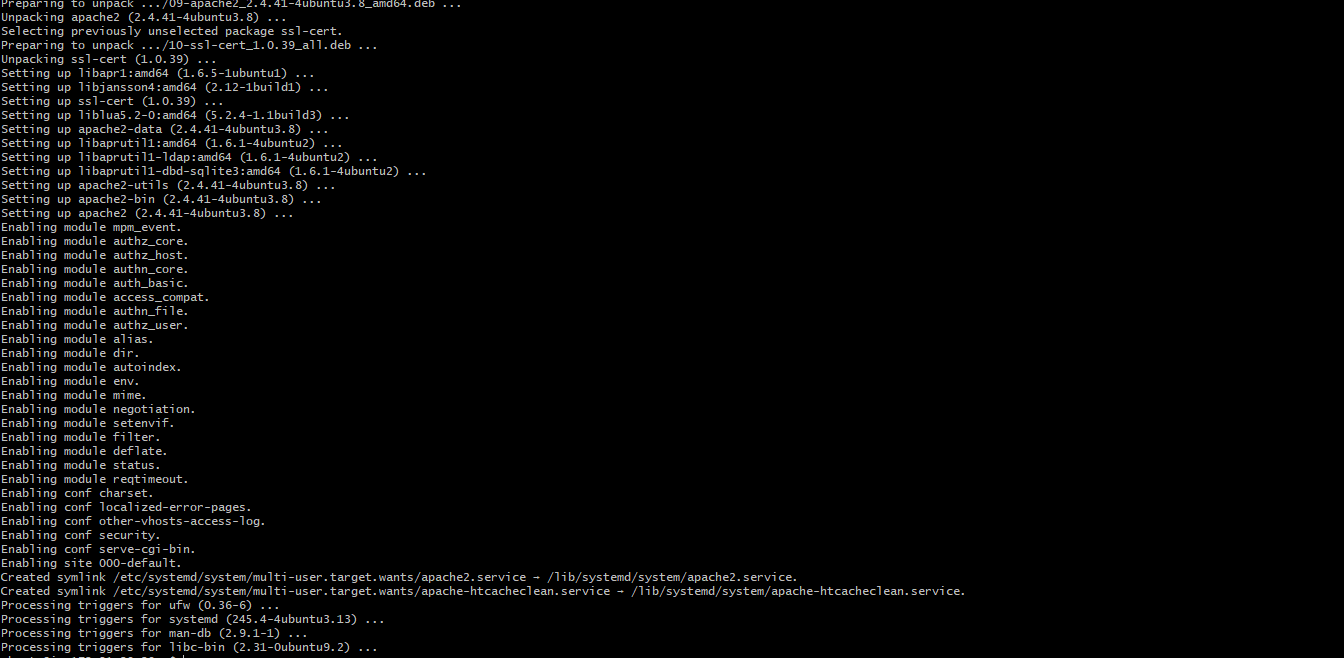 Preparing to unpack .../09-apache2_2.4.41-4ubuntu3.8_amd64.deb ...
Unpacking apache2 (2.4.41-4ubuntu3.8) ...
Selecting previously unselected package ssl-cert.
Preparing to unpack .../10-ssl-cert_1.0.39_all.deb ...
Unpacking ssl-cert (1.0.39) ...
Setting up libapr1:amd64 (1.6.5-1ubuntu1) ...
Setting up libjansson4:amd64 (2.12-1build1) ...
Setting up ssl-cert (1.0.39) ...
Setting up liblua5.2-0:amd64 (5.2.4-1.1build3) ...
Setting up apache2-data (2.4.41-4ubuntu3.8) ...
Setting up libaprutil1:amd64 (1.6.1-4ubuntu2) ...
Setting up libaprutil1-ldap:amd64 (1.6.1-4ubuntu2) ...
Setting up libaprutil1-dbd-sqlite3:amd64 (1.6.1-4ubuntu2) ...
Setting up apache2-utils (2.4.41-4ubuntu3.8) ...
Setting up apache2-bin (2.4.41-4ubuntu3.8) ...
Setting up apache2 (2.4.41-4ubuntu3.8) ...
Enabling module mpm_event.
Enabling module authz_core.
Enabling module authz_host.
Enabling module authn_core.
Enabling module auth_basic.
Enabling module access_compat.
Enabling module authn_file.
Enabling module authz_user.
Enabling module alias.
Enabling module dir.
Enabling module autoindex.
Enabling module env.
Enabling module mime.
Enabling module negotiation.
Enabling module setenvif.
Enabling module filter.
Enabling module deflate.
Enabling module status.
Enabling module reqtimeout.
Enabling conf charset.
Enabling conf localized-error-pages.
Enabling conf other-vhosts-access-log.
Enabling conf security.
Enabling conf serve-cgi-bin.
Enabling site 000-default.
Created symlink /etc/systemd/system/multi-user.target.wants/apache2.service → /lib/systemd/system/apache2.service.
Created symlink /etc/systemd/system/multi-user.target.wants/apache-htcacheclean.service → /lib/systemd/system/apache-htcacheclean.service.
Processing triggers for ufw (0.36-6) ...
Processing triggers for systemd (245.4-4ubuntu3.13) ...
Processing triggers for man-db (2.9.1-1) ...
Processing triggers for libc-bin (2.31-0ubuntu9.2) ...